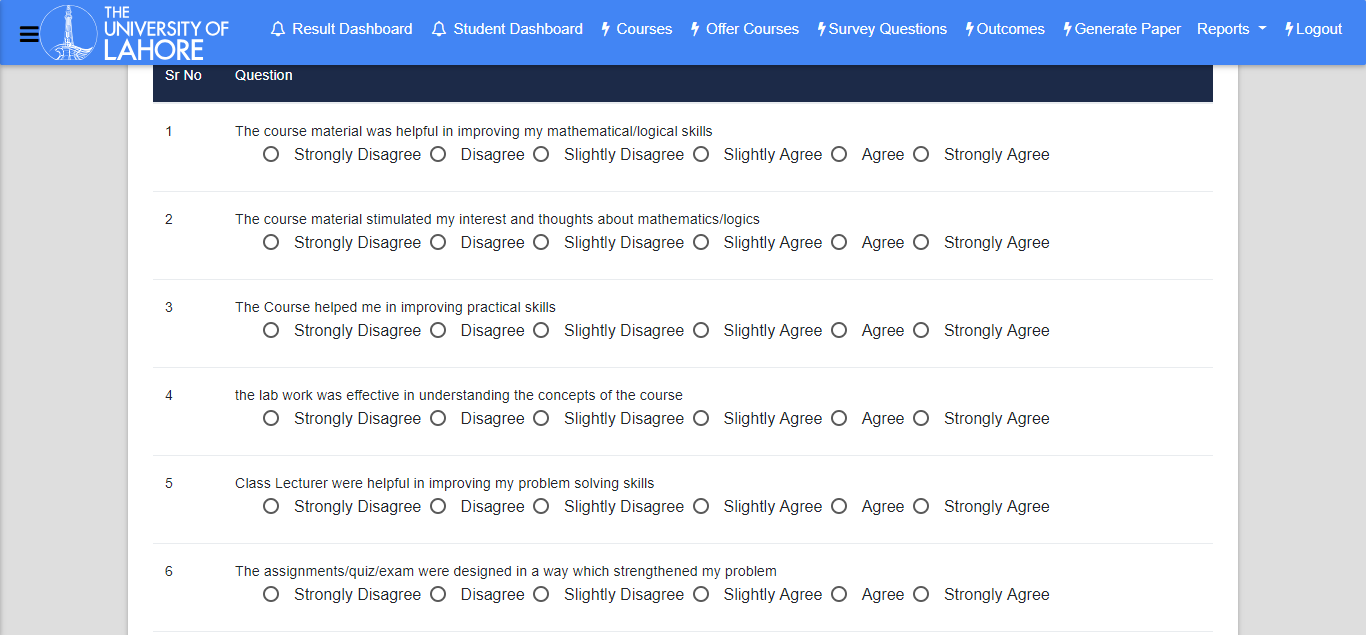 THE
UNIVERSITY OF
LAHORE
Result Dashboard Student Dashboard Courses Offer Courses Survey Questions Outcomes Generate Paper Reports Logout
Sr No Question
1 The course material was helpful in improving my mathematical/logical skills
Strongly Disagree Disagree Slightly Disagree Slightly Agree Agree Strongly Agree
2 The course material stimulated my interest and thoughts about mathematics/logics
Strongly Disagree Disagree Slightly Disagree Slightly Agree Agree Strongly Agree
3 The Course helped me in improving practical skills
Strongly Disagree Disagree Slightly Disagree Slightly Agree Agree Strongly Agree
4 the lab work was effective in understanding the concepts of the course
Strongly Disagree Disagree Slightly Disagree Slightly Agree Agree Strongly Agree
5 Class Lecturer were helpful in improving my problem solving skills
Strongly Disagree Disagree Slightly Disagree Slightly Agree Agree Strongly Agree
6 The assignments/quiz/exam were designed in a way which strengthened my problem
Strongly Disagree Disagree Slightly Disagree Slightly Agree Agree Strongly Agree